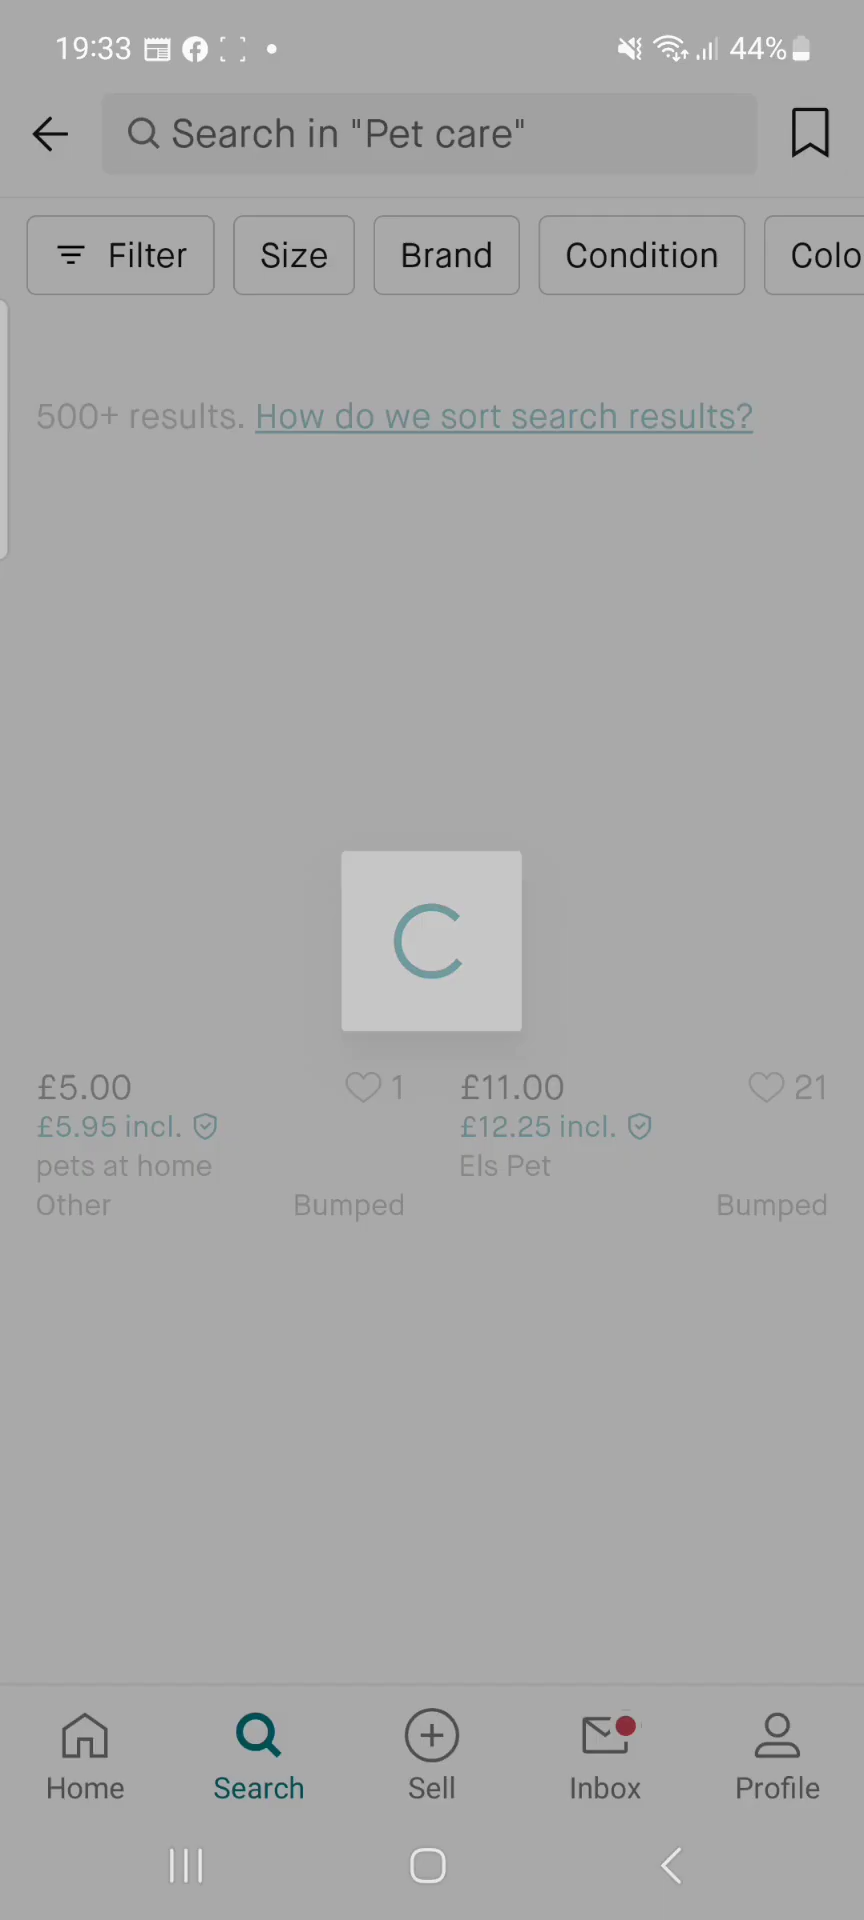 19:33 44%
Search in "Pet care"
Filter Size Brand Condition Colo
500+ results. How do we sort search results?
£5.00 1 £11.00 21
£5.95 incl. £12.25 incl.
pets at home Els Pet
Other Bumped Bumped
Home Search Sell Inbox Profile